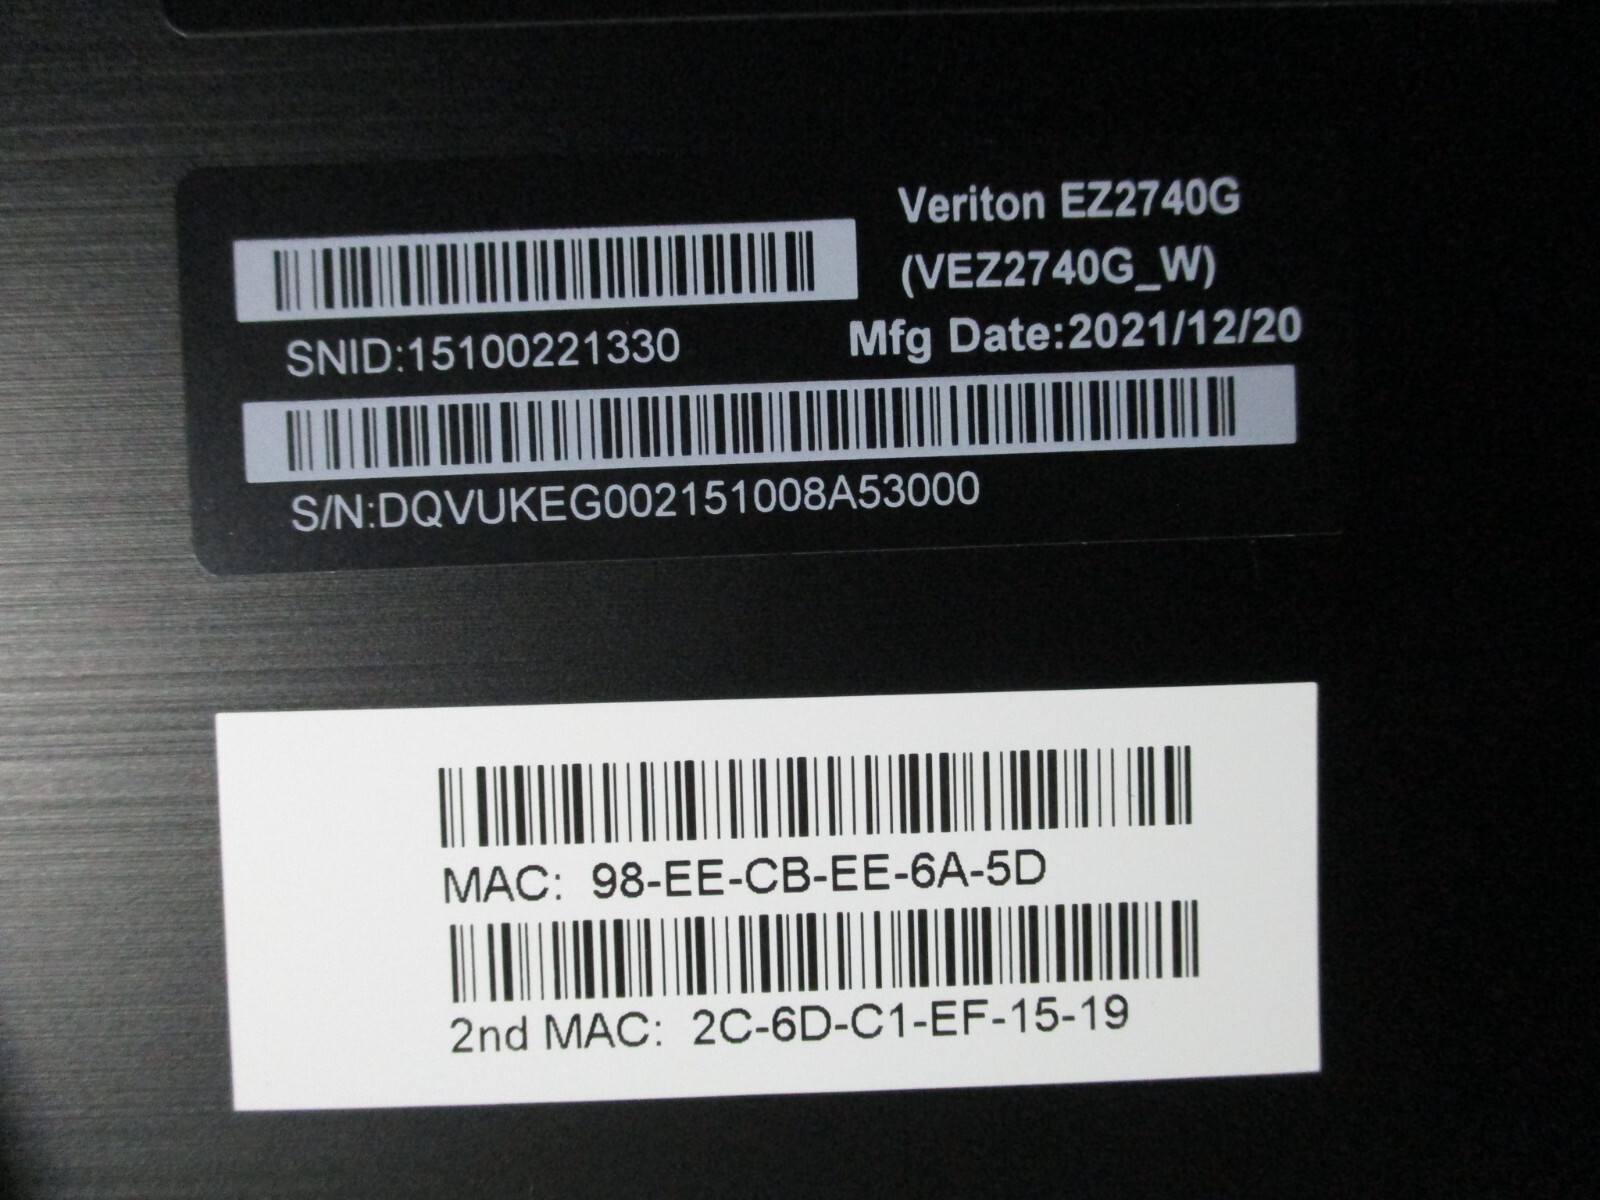 Veriton EZ2740G
(VEZ2740G_W)
SNID:15100221330
Mfg Date:2021/12/20
S/N:DQVUKEG002151008A53000
MAC: 98-EE-CB-EE-6A-5D
2nd MAC: 2C-6D-C1-EF-15-19